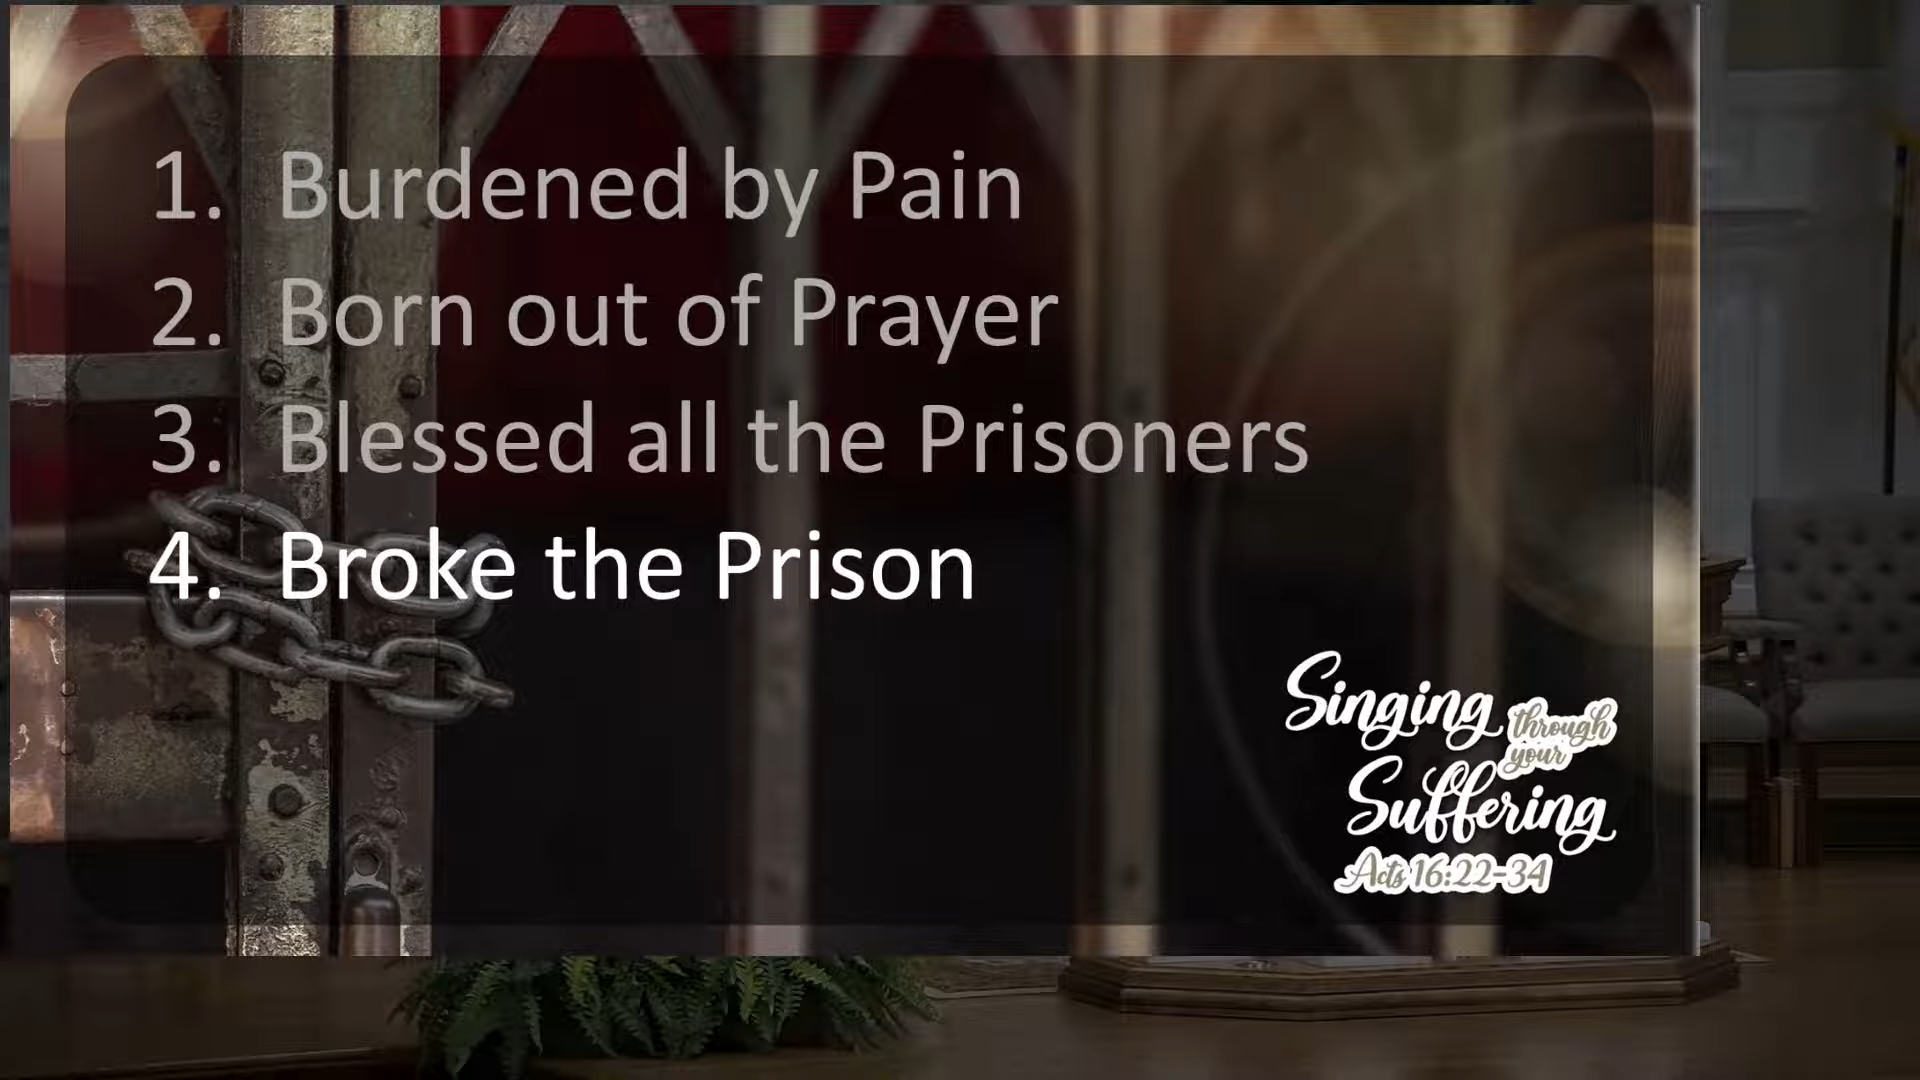 1. Burdened by Pain
2. Born out of Prayer
3. Blessed all the Prisoners
4. Broke the Prison
Singing through
your
Suffering
Acts 16:22-34